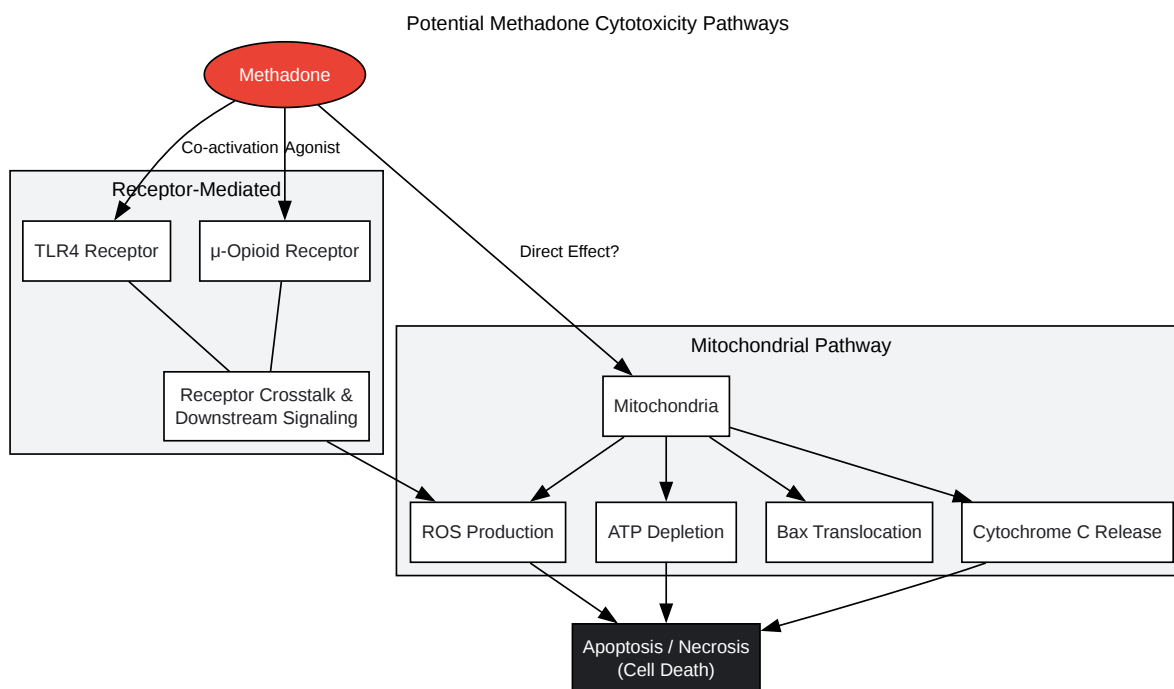 Potential Methadone Cytotoxicity Pathways
Methadone
Co-activation
Agonist
Receptor-Mediated
TLR4 Receptor
μ-Opioid Receptor
Direct Effect?
Receptor Crosstalk &
Downstream Signaling
Mitochondrial Pathway
Mitochondria
ROS Production
ATP Depletion
Bax Translocation
Cytochrome C Release
Apoptosis / Necrosis
(Cell Death)